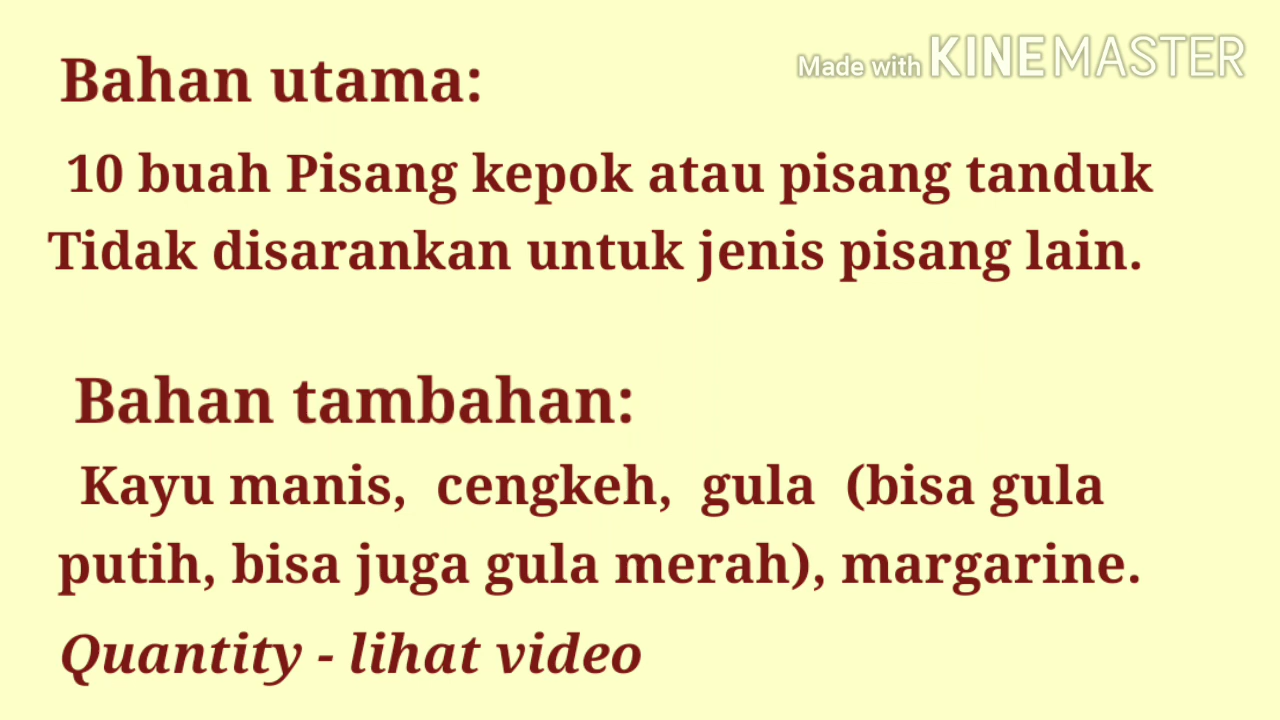 Made with KINEMASTER
Bahan utama:
10 buah Pisang kepok atau pisang tanduk
Tidak disarankan untuk jenis pisang lain.
Bahan tambahan:
Kayu manis, cengkeh, gula (bisa gula
putih, bisa juga gula merah), margarine.
Quantity - lihat video